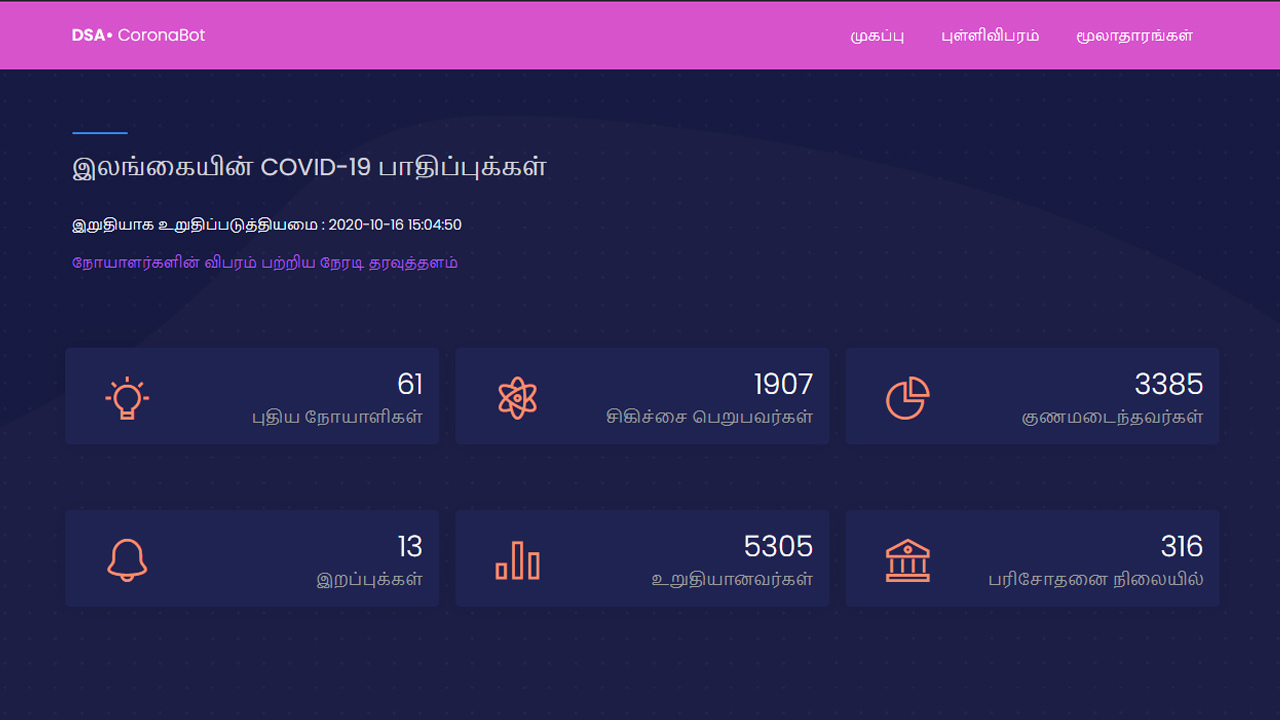 DSA• CoronaBot
முகப்பு புள்ளிவிபரம் மூலாதாரங்கள்
இலங்கையின் COVID-19 பாதிப்புக்கள்
இறுதியாக உறுதிப்படுத்தியமை : 2020-10-16 15:04:50
நோயாளர்களின் விபரம் பற்றிய நேரடி தரவுத்தளம்
61
புதிய நோயாளிகள்
1907
சிகிச்சை பெறுபவர்கள்
3385
குணமடைந்தவர்கள்
13
இறப்புக்கள்
5305
உறுதியானவர்கள்
316
பரிசோதனை நிலையில்